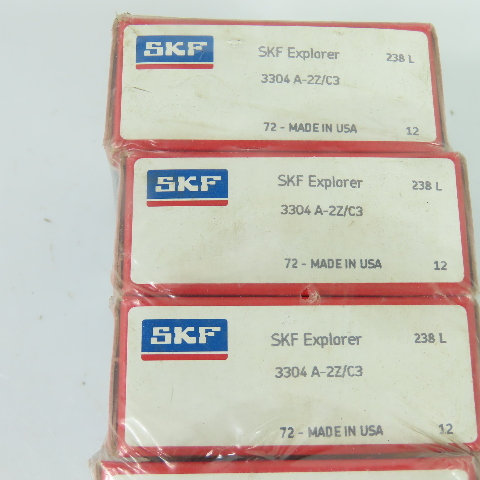 SKF SKF Explorer 238 L
3304 A-2Z/C3
72 - MADE IN USA 12
SKF SKF Explorer 238 L
3304 A-2Z/C3
72 - MADE IN USA 12
SKF SKF Explorer 238 L
3304 A-2Z/C3
72 - MADE IN USA 12